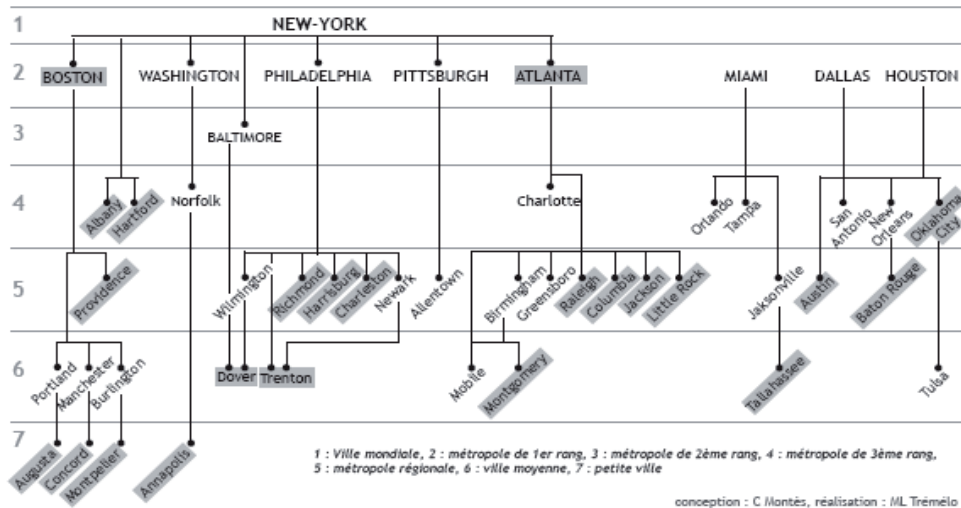 1
NEW-YORK
2
BOSTON WASHINGTON PHILADELPHIA PITTSBURGH ATLANTA MIAMI DALLAS HOUSTON
3
BALTIMORE
4
Albany Hartford Norfolk Charlotte Orlando Tampa San Antonio New Orleans Oklahoma City
5
Providence Wilmington Richmond Harrisburg Charleston Newark Allentown Birmingham Greensboro Raleigh Columbia Jackson Little Rock Jaksonville Austin Baton Rouge
6
Portland Manchester Burlington Dover Trenton Mobile Montgomery Tallahassee Tulsa
7
Augusta Concord Montpelier Annapolis
1 : Ville mondiale, 2 : métropole de 1er rang, 3 : métropole de 2ème rang, 4 : métropole de 3ème rang,
5 : métropole régionale, 6 : ville moyenne, 7 : petite ville
conception : C Montès, réalisation : ML Trémélo